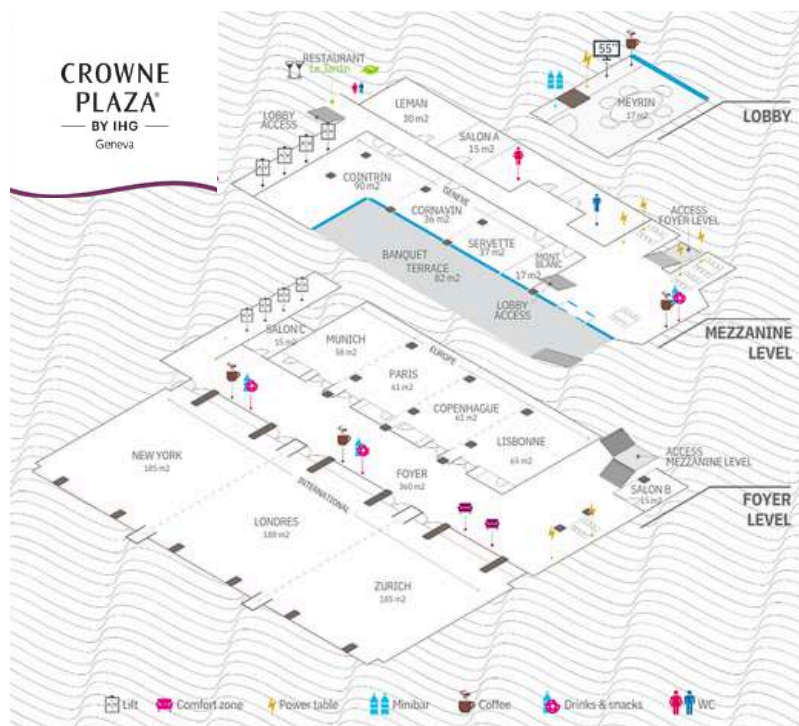 CROWNE
PLAZA®
BY IHG
Geneva
RESTAURANT
Le Jardin
LOBBY
ACCESS
LEMAN
30 m2
SALON A
15 m2
55"
MEYRIN
17 m2
LOBBY
COINTRIN
90 m2
GENEVE
CORNAVIN
36 m2
SERVETTE
37 m2
MONT
BLANC
17 m2
ACCESS
FOYER LEVEL
BANQUET
TERRACE
82 m2
LOBBY
ACCESS
MEZZANINE
LEVEL
SALON C
15 m2
MUNICH
58 m2
EUROPE
PARIS
61 m2
COPENHAGUE
61 m2
LISBONNE
NEW YORK
185 m2
FOYER
360 m2
INTERNATIONAL
ACCESS
MEZZANINE LEVEL
SALON B
15 m2
FOYER
LEVEL
LONDRES
188 m2
ZURICH
185 m2
Lift
Comfort zone
Power table
Minibar
Coffee
Drinks & snacks
WC